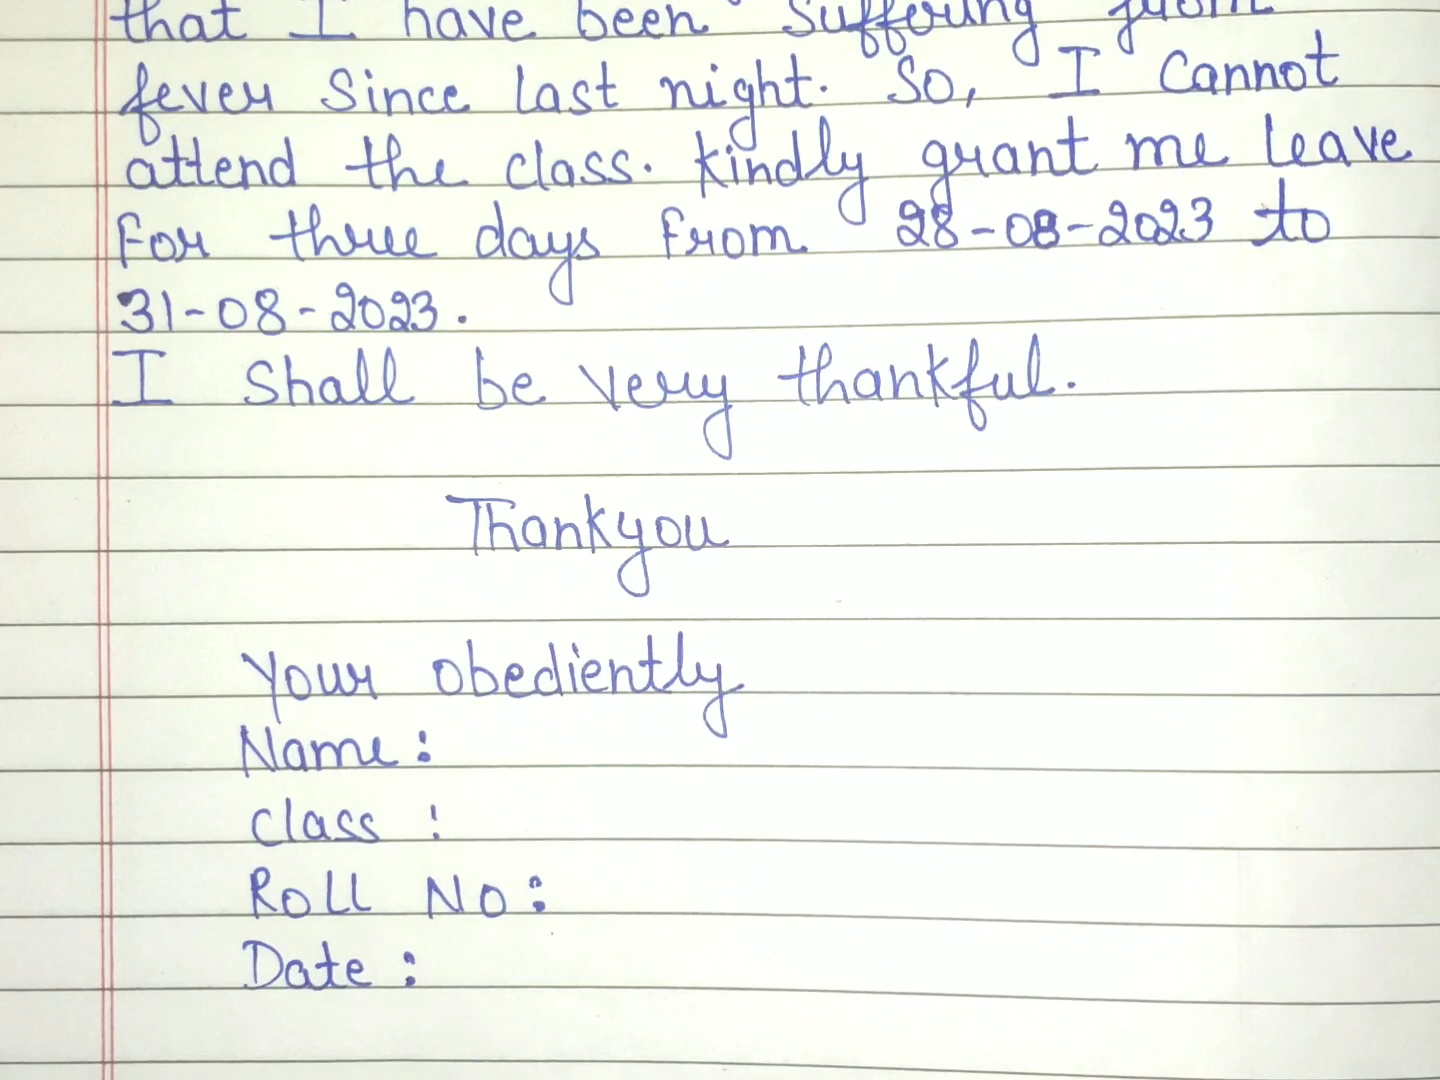 that I have been suffering from
fever Since last night. So, I cannot
attend the class. Kindly grant me leave
For three days from 28-08-2023 to
31-08-2023.
I Shall be very thankful.
Thankyou
Your obediently
Name:
Class :
Roll No:
Date :